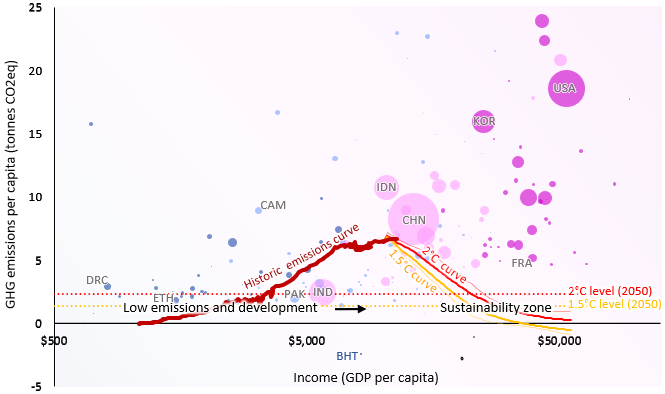 25
20
15
10
5
0
-5
GHG emissions per capita (tonnes CO2eq)
USA
KOR
IDN
CAM
CHN
Historic emissions curve
2°C curve
1.5°C curve
FRA
DRC
ETH
PAK
IND
2°C level (2050)
1.5°C level (2050)
Low emissions and development
Sustainability zone
$500
$5,000
$50,000
BHT
Income (GDP per capita)